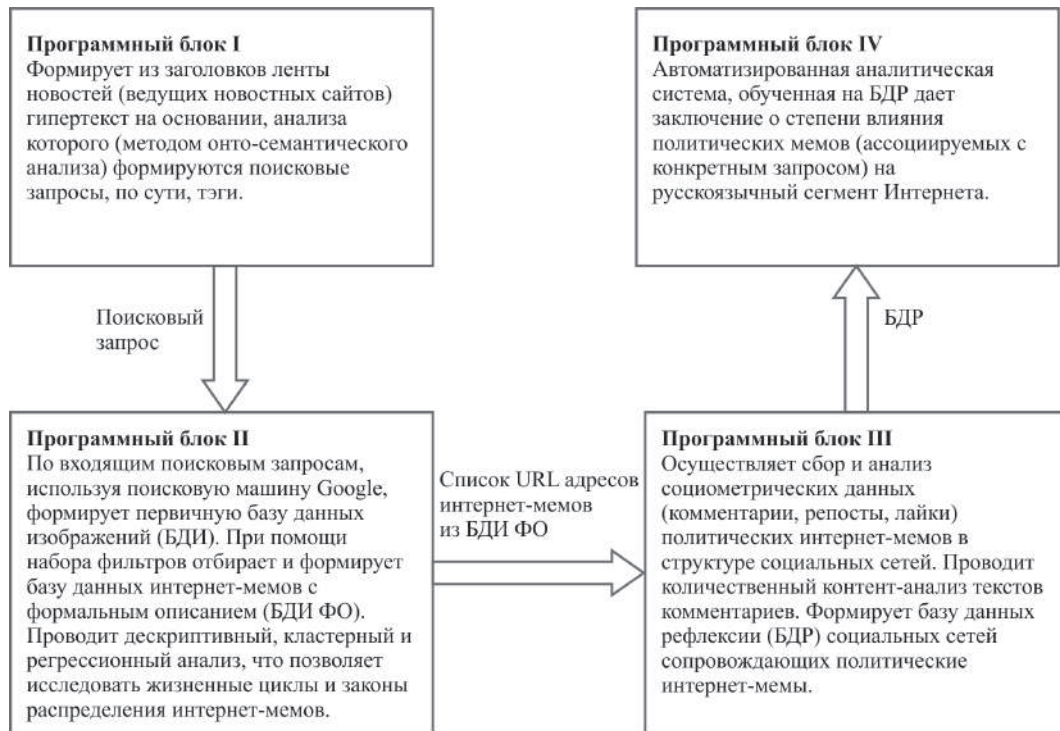 Программный блок I
Формирует из заголовков ленты
новостей (ведущих новостных сайтов)
гипертекст на основании, анализа
которого (методом онто-семантического
анализа) формируются поисковые
запросы, по сути, тэги.
Программный блок IV
Автоматизированная аналитическая
система, обученная на БДР дает
заключение о степени влияния
политических мемов (ассоциируемых с
конкретным запросом) на
русскоязычный сегмент Интернета.
Поисковый
запрос
БДР
Программный блок II
По входящим поисковым запросам,
используя поисковую машину Google,
формирует первичную базу данных
изображений (БДИ). При помощи
набора фильтров отбирает и формирует
базу данных интернет-мемов с
формальным описанием (БДИ ФО).
Проводит дескриптивный, кластерный и
регрессионный анализ, что позволяет
исследовать жизненные циклы и законы
распределения интернет-мемов.
Список URL адресов
интернет-мемов
из БДИ ФО
Программный блок III
Осуществляет сбор и анализ
социометрических данных
(комментарии, репосты, лайки)
политических интернет-мемов в
структуре социальных сетей. Проводит
количественный контент-анализ текстов
комментариев. Формирует базу данных
рефлексии (БДР) социальных сетей
сопровождающих политические
интернет-мемы.